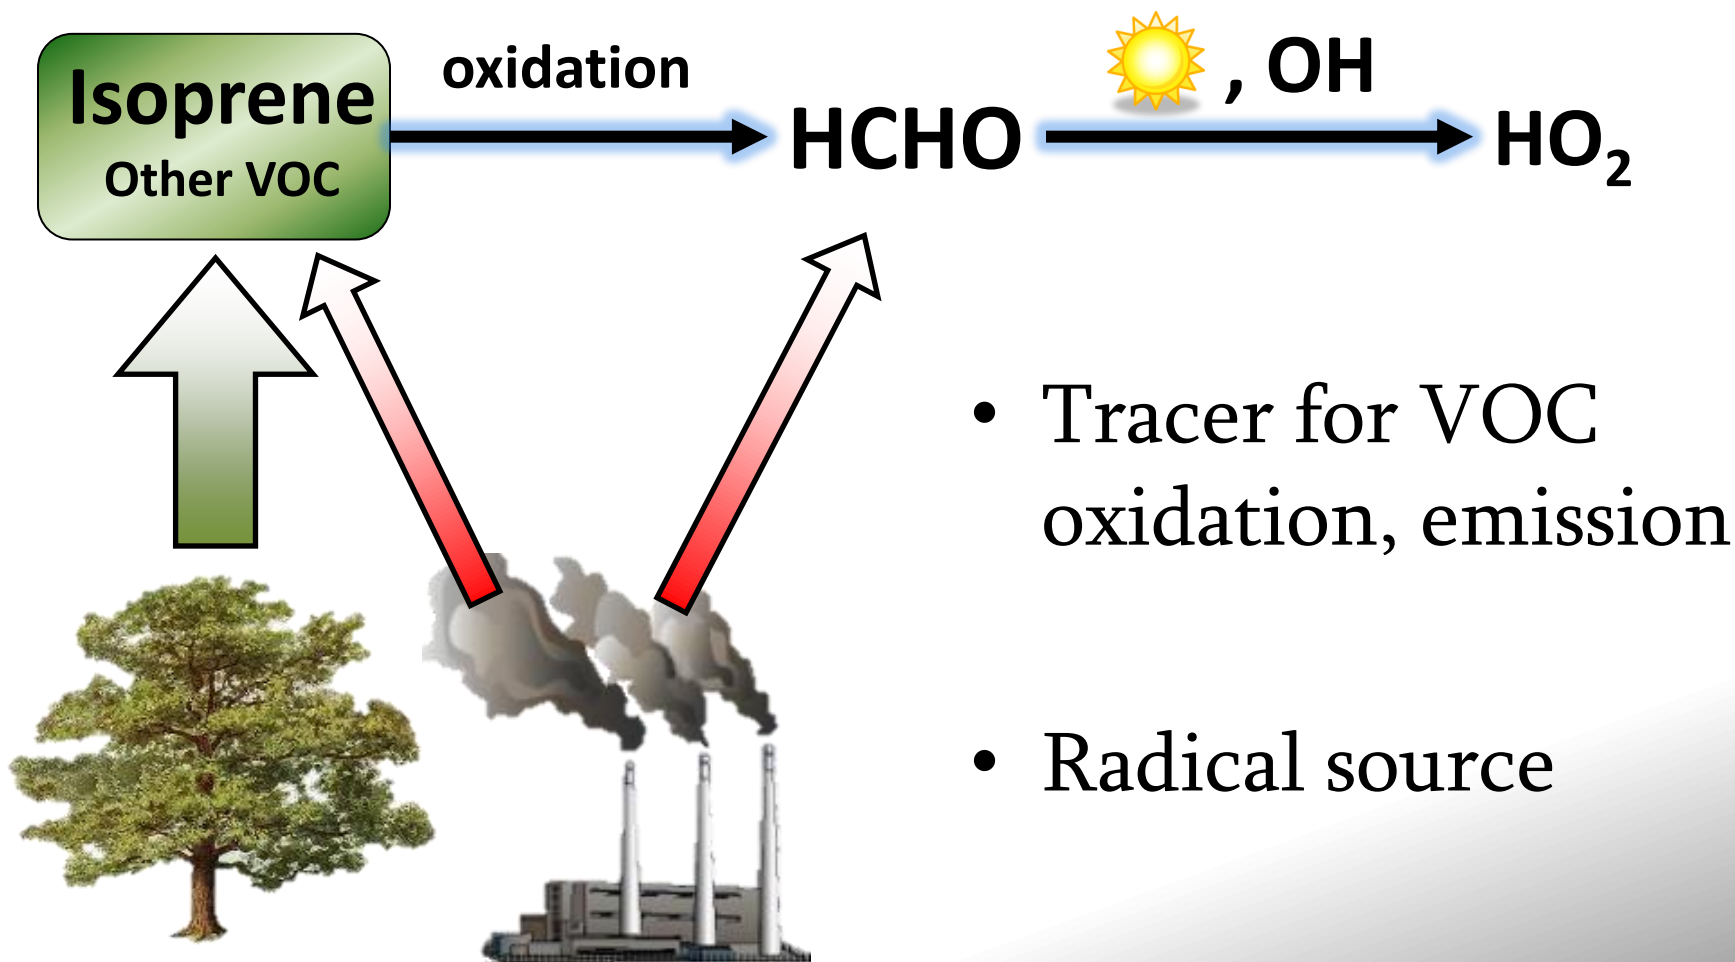 Isoprene
Other VOC
oxidation
HCHO
, OH
HO₂
• Tracer for VOC
oxidation, emission
• Radical source